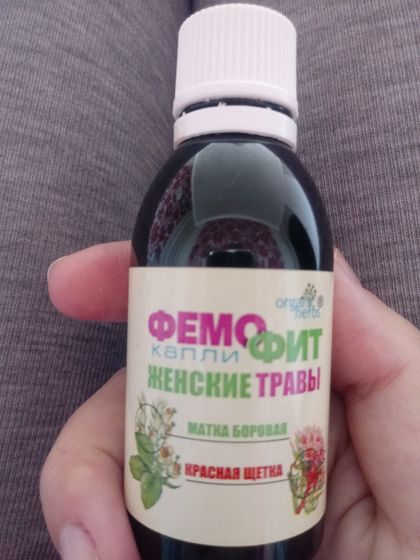 organic ®
herbs
ФЕМО
капли ФИТ
ЖЕНСКИЕ ТРАВЫ
МАТКА БОРОВАЯ
КРАСНАЯ ЩЕТКА